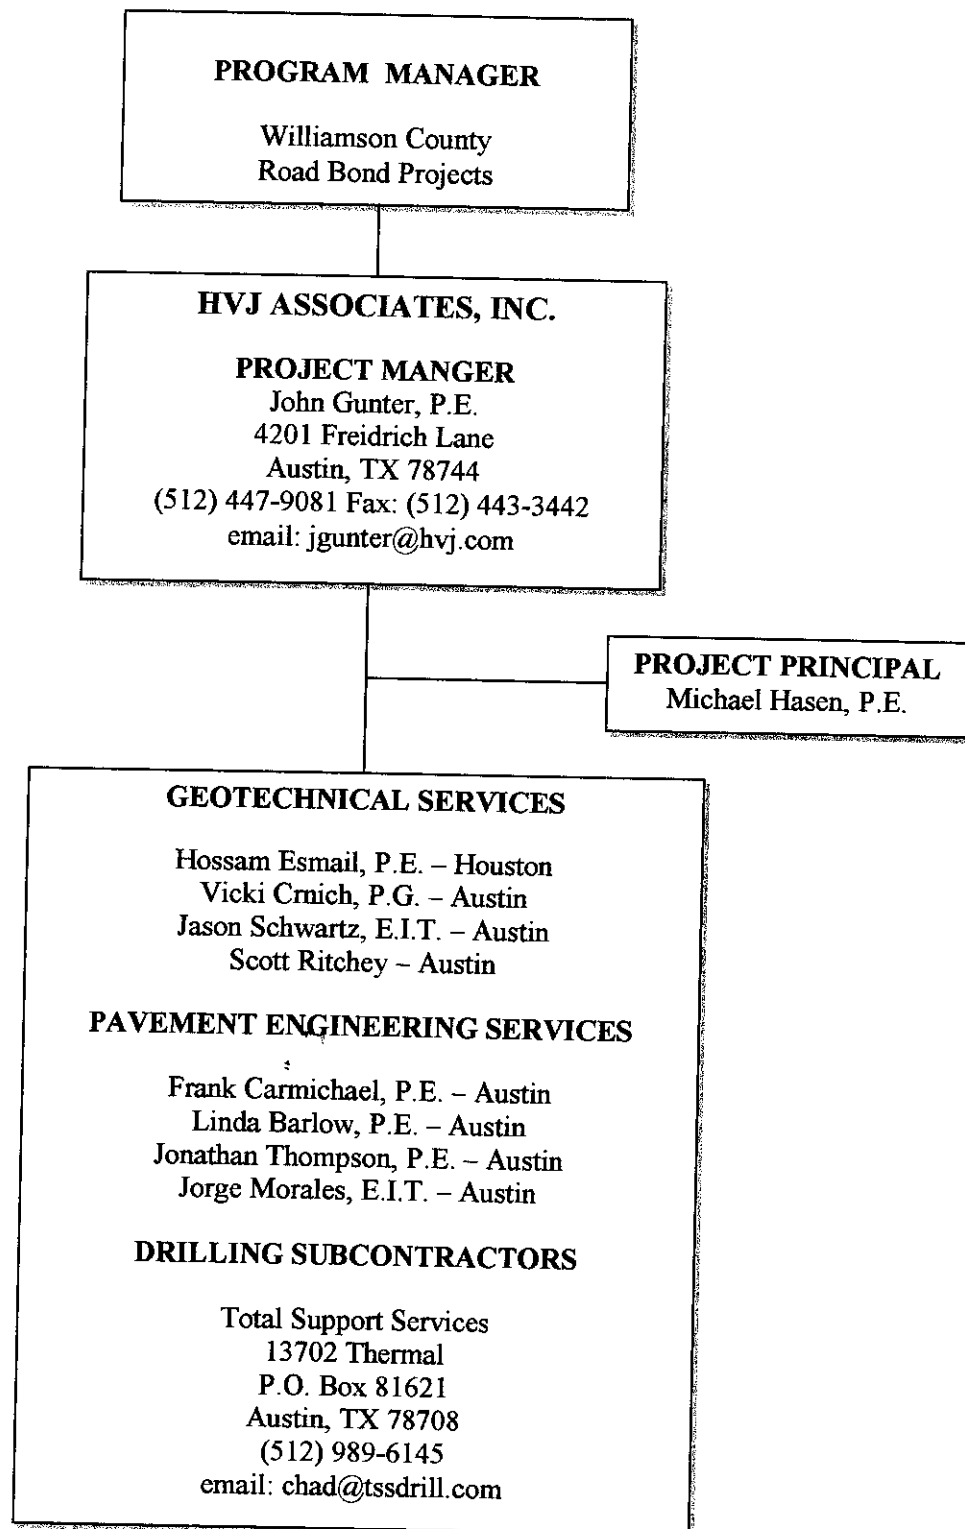 PROGRAM MANAGER
Williamson County
Road Bond Projects
HVJ ASSOCIATES, INC.
PROJECT MANGER
John Gunter, P.E.
4201 Freidrich Lane
Austin, TX 78744
(512) 447-9081 Fax: (512) 443-3442
email: jgunter@hvj.com
PROJECT PRINCIPAL
Michael Hasen, P.E.
GEOTECHNICAL SERVICES
Hossam Esmail, P.E. – Houston
Vicki Crnich, P.G. – Austin
Jason Schwartz, E.I.T. – Austin
Scott Ritchey – Austin
PAVEMENT ENGINEERING SERVICES
Frank Carmichael, P.E. – Austin
Linda Barlow, P.E. – Austin
Jonathan Thompson, P.E. – Austin
Jorge Morales, E.I.T. – Austin
DRILLING SUBCONTRACTORS
Total Support Services
13702 Thermal
P.O. Box 81621
Austin, TX 78708
(512) 989-6145
email: chad@tssdrill.com